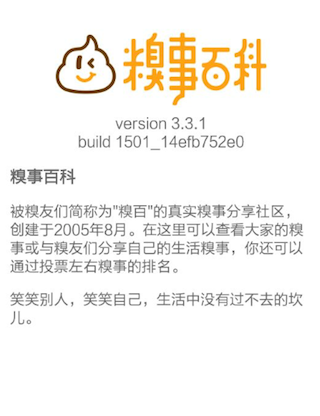 糗事百科
version 3.3.1
build 1501_14efb752e0
糗事百科
被糗友们简称为"糗百"的真实糗事分享社区，
创建于2005年8月。在这里可以查看大家的糗
事或与糗友们分享自己的生活糗事，你还可以
通过投票左右糗事的排名。
笑笑别人，笑笑自己，生活中没有过不去的坎
儿。